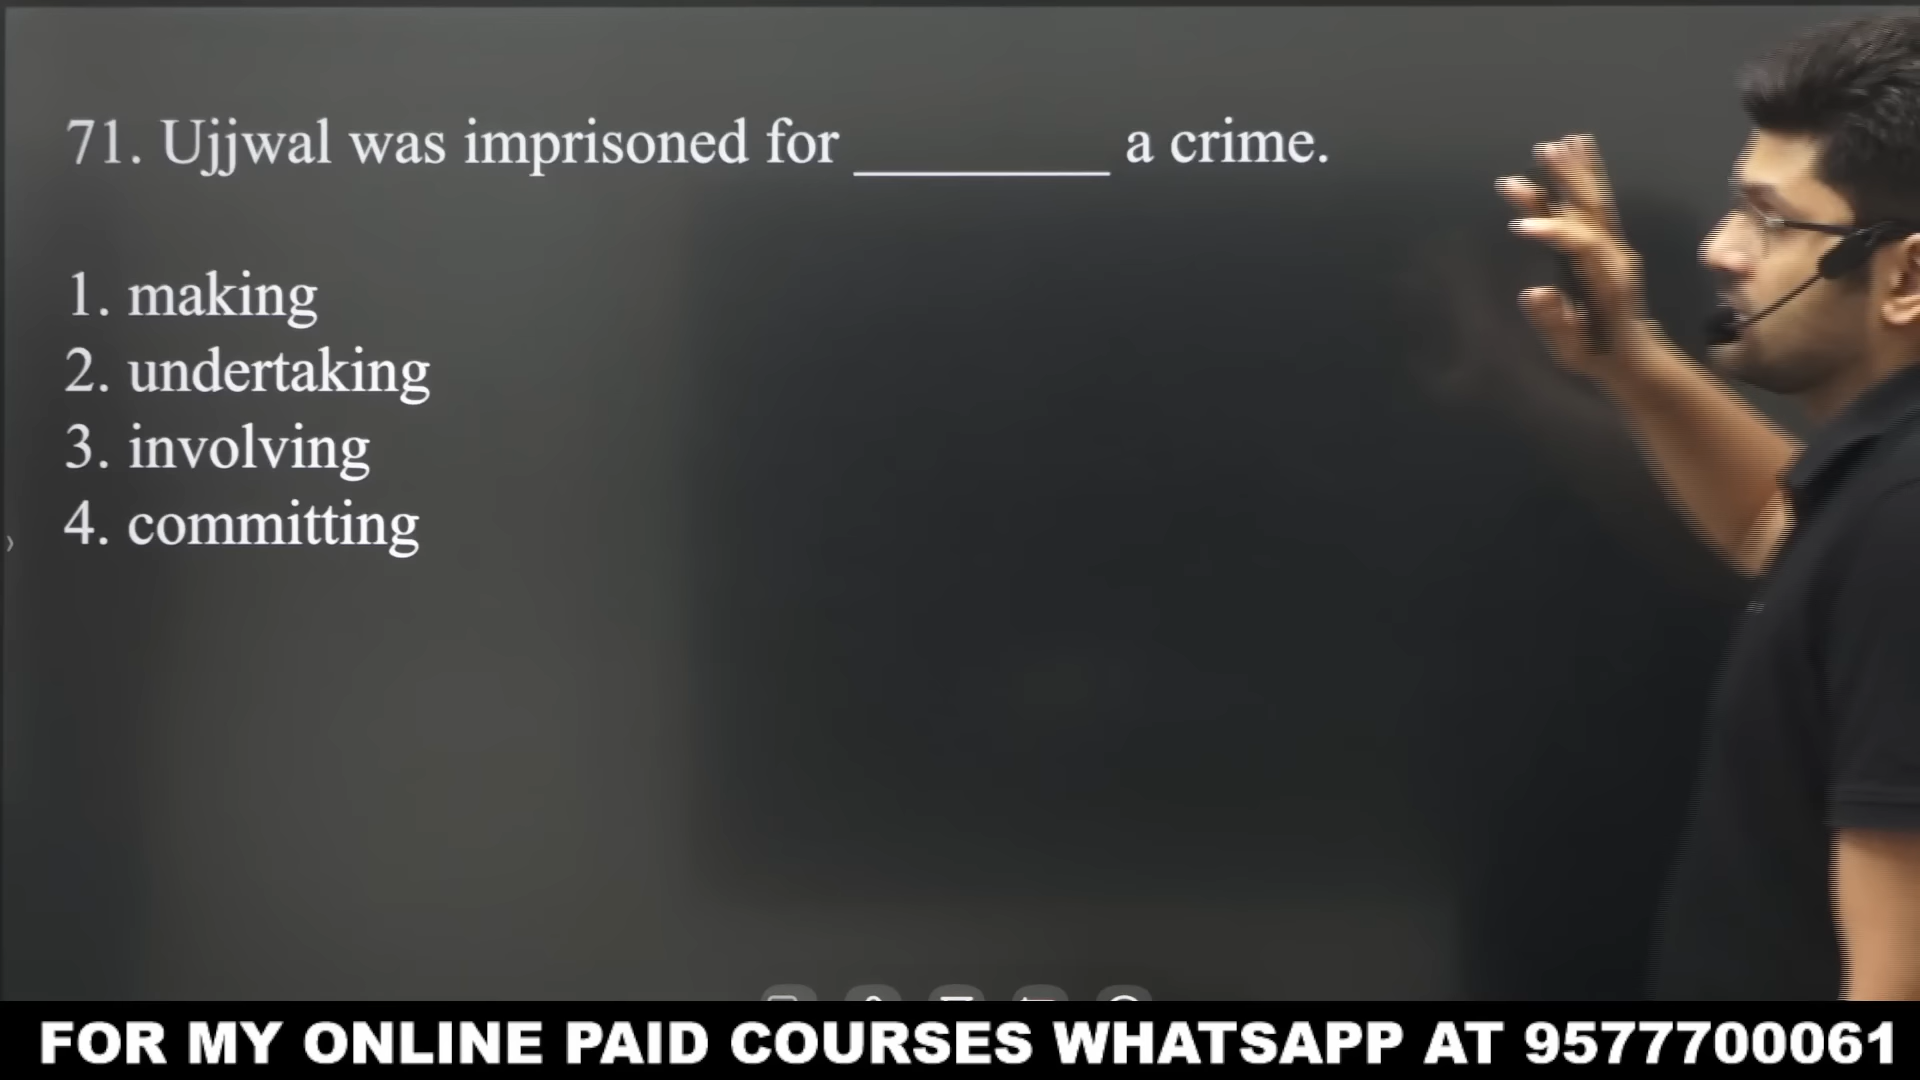 71. Ujjwal was imprisoned for ________ a crime.
1. making
2. undertaking
3. involving
4. committing
FOR MY ONLINE PAID COURSES WHATSAPP AT 9577700061